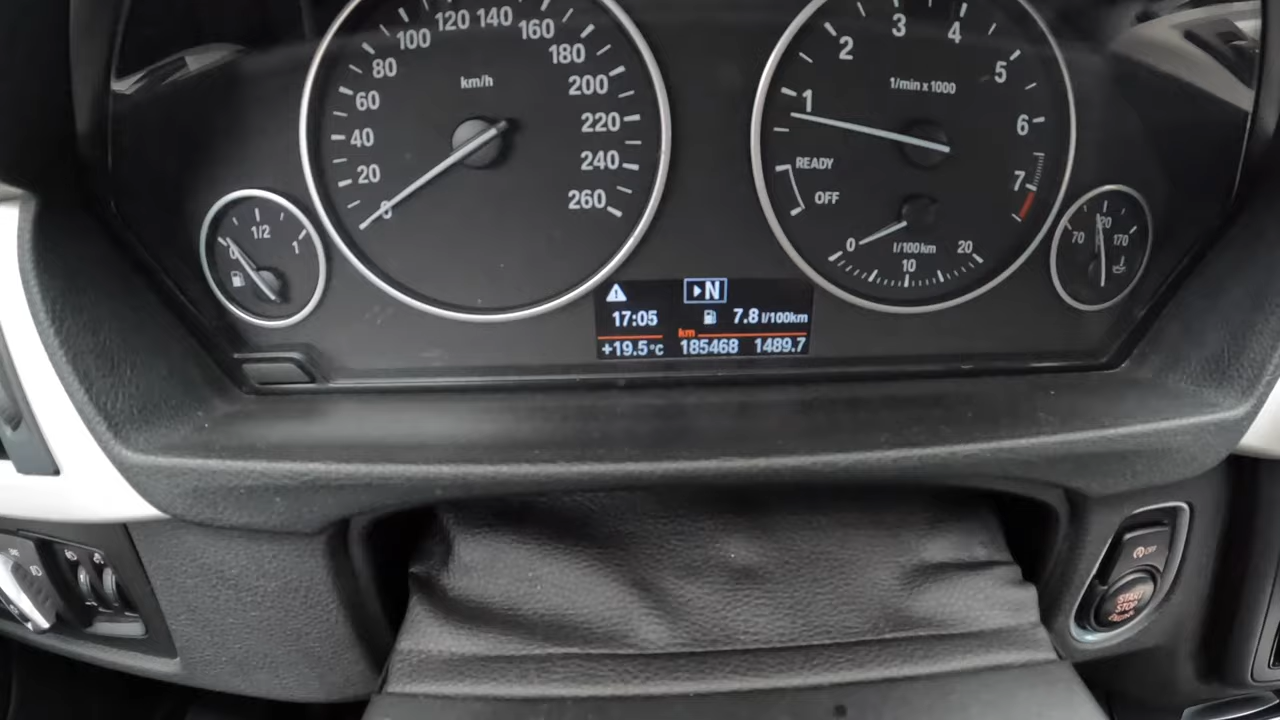 120 140
100
160
80
180
km/h
200
60
220
40
240
20
260
0
1/2
0
1
3
2
4
1/min x 1000
5
1
6
READY
7
OFF
0
l/100km
20
10
70
120
170
N
17:05
7.8 l/100km
km
+19.5°C
185468
1489.7
OFF
START
STOP